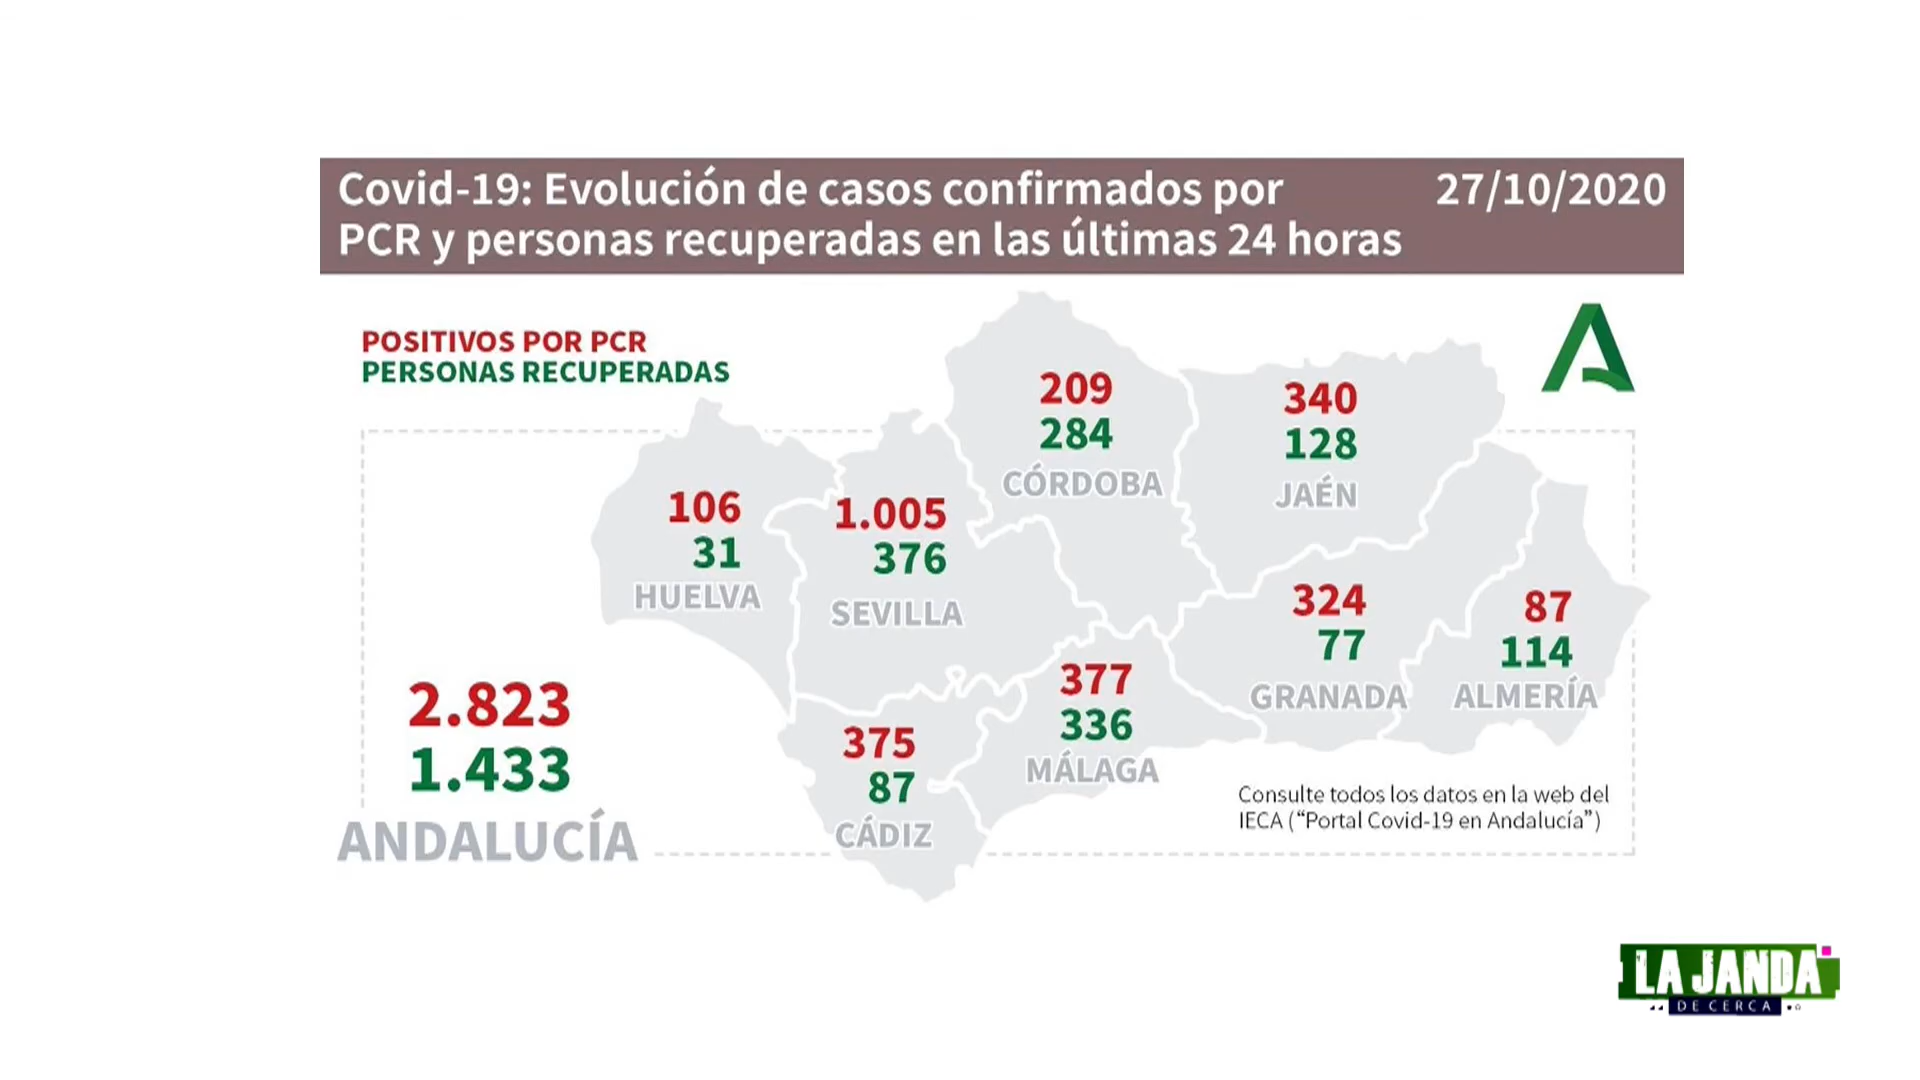 Covid-19: Evolución de casos confirmados por
PCR y personas recuperadas en las últimas 24 horas
27/10/2020
POSITIVOS POR PCR
PERSONAS RECUPERADAS
209
284
CÓRDOBA
340
128
JAÉN
106
31
HUELVA
1.005
376
SEVILLA
324
77
GRANADA
87
114
ALMERÍA
377
336
MÁLAGA
375
87
CÁDIZ
2.823
1.433
ANDALUCÍA
Consulte todos los datos en la web del
IECA (“Portal Covid-19 en Andalucía”)
LA JANDA
DE CERCA